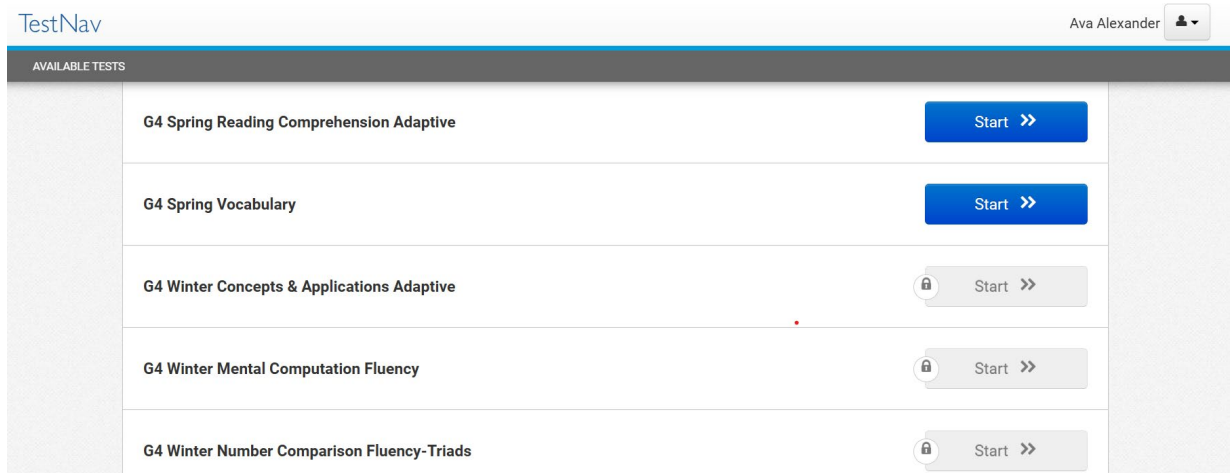 TestNav
Ava Alexander
AVAILABLE TESTS
G4 Spring Reading Comprehension Adaptive
Start
G4 Spring Vocabulary
Start
G4 Winter Concepts & Applications Adaptive
Start
G4 Winter Mental Computation Fluency
Start
G4 Winter Number Comparison Fluency-Triads
Start